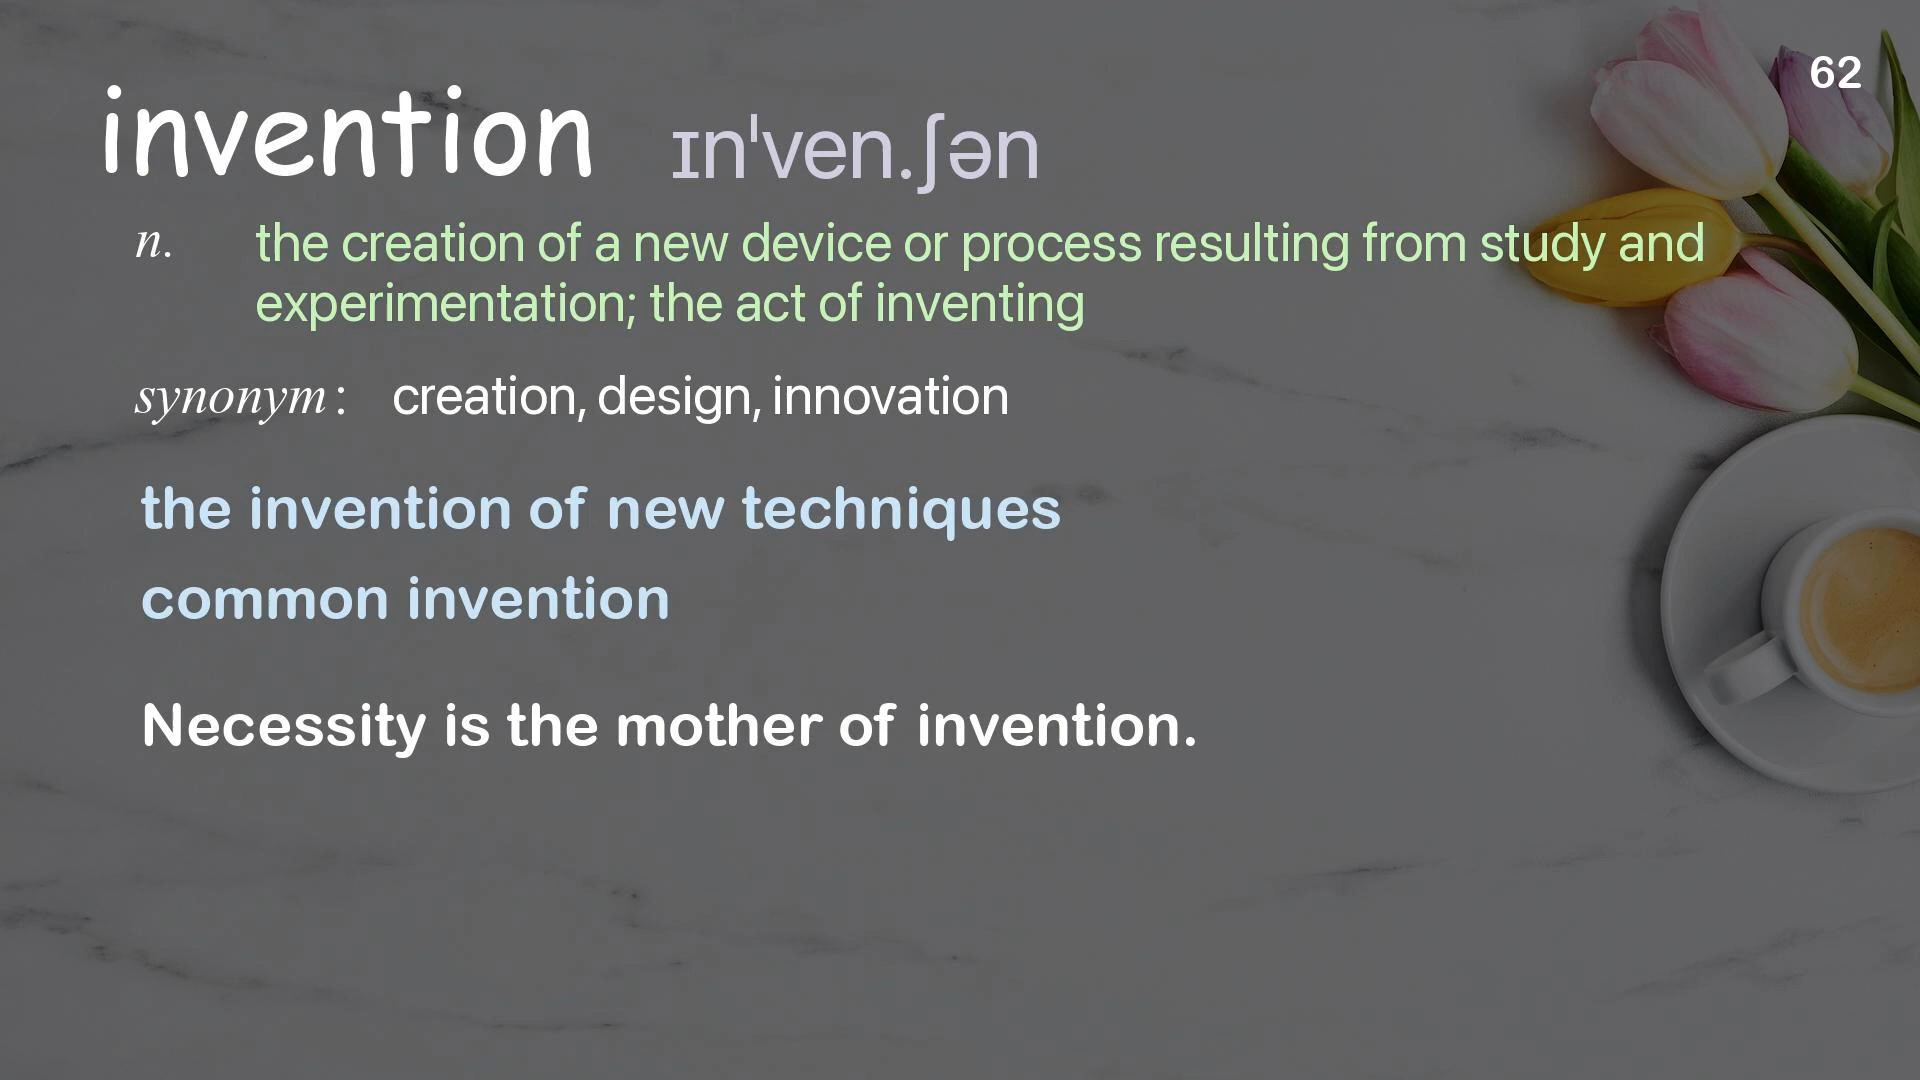 62
invention ɪnˈven.ʃən
n. the creation of a new device or process resulting from study and
experimentation; the act of inventing
synonym: creation, design, innovation
the invention of new techniques
common invention
Necessity is the mother of invention.